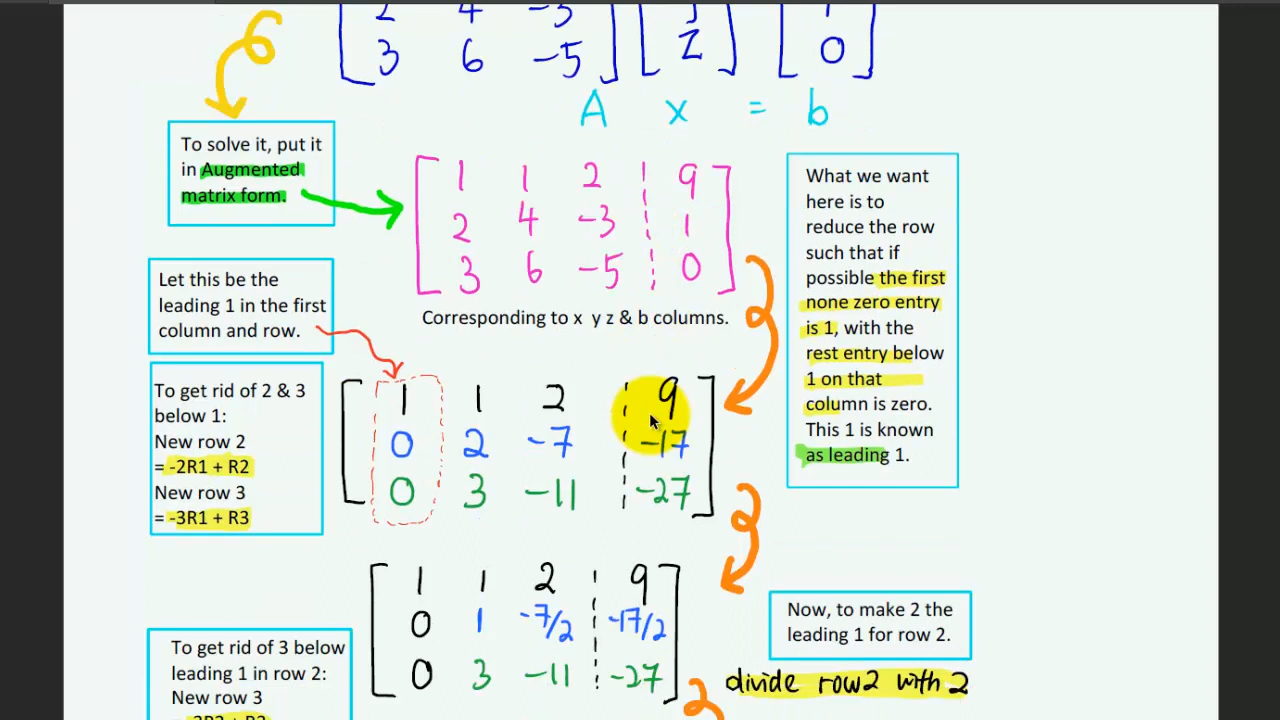 2 4 -3
3 6 -5 z 0
A x = b
To solve it, put it
in Augmented
matrix form.
1 1 2 9
2 4 -3 1
3 6 -5 0
Corresponding to x y z & b columns.
What we want
here is to
reduce the row
such that if
possible the first
none zero entry
is 1, with the
rest entry below
1 on that
column is zero.
This 1 is known
as leading 1.
Let this be the
leading 1 in the first
column and row.
To get rid of 2 & 3
below 1:
New row 2
= -2R1 + R2
New row 3
= -3R1 + R3
1 1 2 9
0 2 -7 -17
0 3 -11 -27
1 1 2 9
0 1 -7/2 -17/2
0 3 -11 -27
Now, to make 2 the
leading 1 for row 2.
divide row2 with 2
To get rid of 3 below
leading 1 in row 2:
New row 3